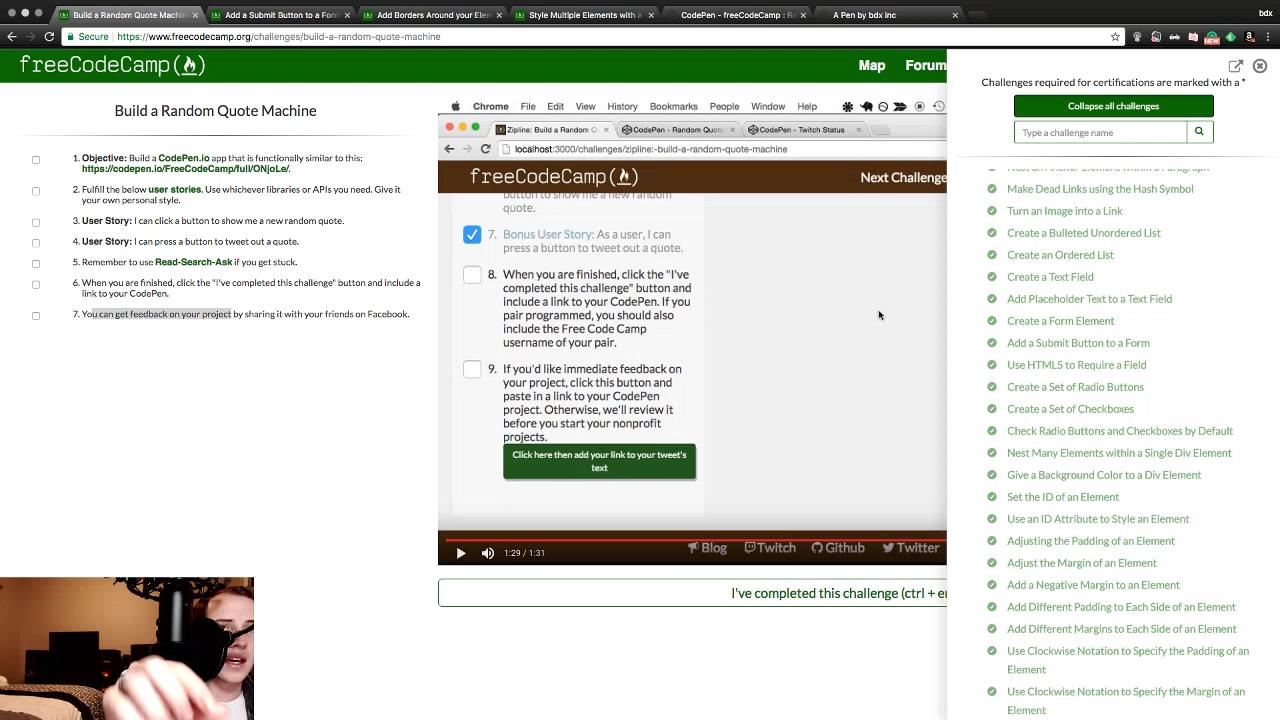 Build a Random Quote Machin
Add a Submit Button to a Form
Add Borders Around your Elem
Style Multiple Elements with a
CodePen - freeCodeCamp : R
A Pen by bdx inc
bdx
Secure
https://www.freecodecamp.org/challenges/build-a-random-quote-machine
NEW
freeCodeCamp
Map
Forum
Build a Random Quote Machine
1. Objective: Build a CodePen.io app that is functionally similar to this:
https://codepen.io/FreeCodeCamp/full/ONjoLe/.
2. Fulfill the below user stories. Use whichever libraries or APIs you need. Give it
your own personal style.
3. User Story: I can click a button to show me a new random quote.
4. User Story: I can press a button to tweet out a quote.
5. Remember to use Read-Search-Ask if you get stuck.
6. When you are finished, click the "I've completed this challenge" button and include a
link to your CodePen.
7. You can get feedback on your project by sharing it with your friends on Facebook.
Chrome File Edit View History Bookmarks People Window Help
Zipline: Build a Random Q
CodePen - Random Quote
CodePen - Twitch Status
localhost:3000/challenges/zipline:-build-a-random-quote-machine
freeCodeCamp
Next Challenge
button to show me a new random
quote.
7. Bonus User Story: As a user, I can
press a button to tweet out a quote.
8. When you are finished, click the "I've
completed this challenge" button and
include a link to your CodePen. If you
pair programmed, you should also
include the Free Code Camp
username of your pair.
9. If you'd like immediate feedback on
your project, click this button and
paste in a link to your CodePen
project. Otherwise, we'll review it
before you start your nonprofit
projects.
Click here then add your link to your tweet's
text
Blog Twitch Github Twitter
1:29 / 1:31
I've completed this challenge (ctrl + en
Challenges required for certifications are marked with a *
Collapse all challenges
Type a challenge name
Nest an Anchor Element within a Paragraph
Make Dead Links using the Hash Symbol
Turn an Image into a Link
Create a Bulleted Unordered List
Create an Ordered List
Create a Text Field
Add Placeholder Text to a Text Field
Create a Form Element
Add a Submit Button to a Form
Use HTML5 to Require a Field
Create a Set of Radio Buttons
Create a Set of Checkboxes
Check Radio Buttons and Checkboxes by Default
Nest Many Elements within a Single Div Element
Give a Background Color to a Div Element
Set the ID of an Element
Use an ID Attribute to Style an Element
Adjusting the Padding of an Element
Adjust the Margin of an Element
Add a Negative Margin to an Element
Add Different Padding to Each Side of an Element
Add Different Margins to Each Side of an Element
Use Clockwise Notation to Specify the Padding of an
Element
Use Clockwise Notation to Specify the Margin of an
Element